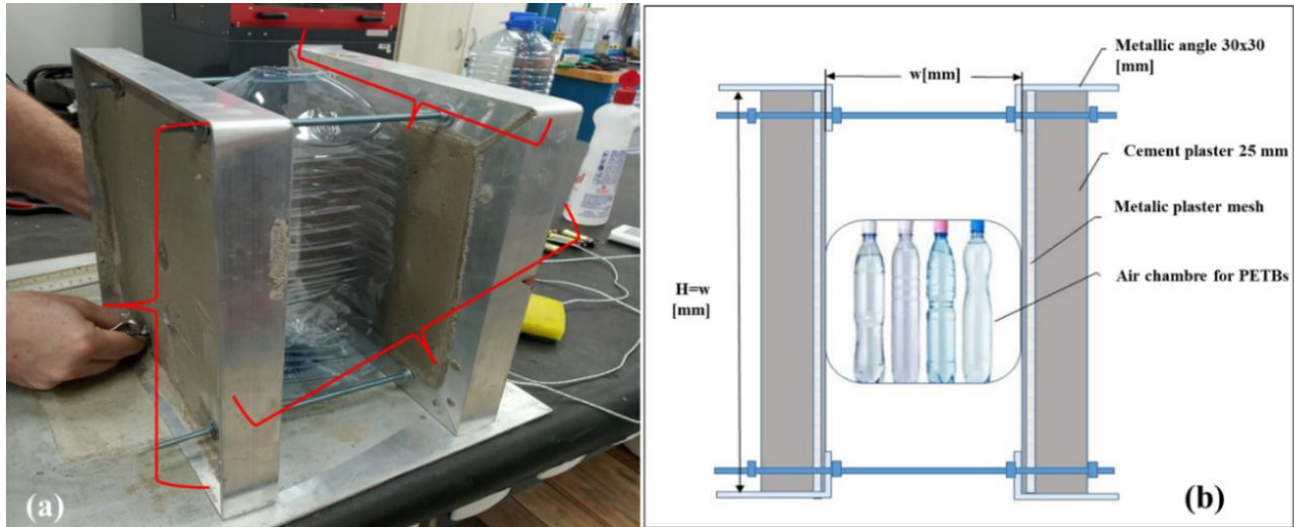 (a)
w[mm]
Metallic angle 30x30
[mm]
Cement plaster 25 mm
Metalic plaster mesh
H=w
[mm]
Air chambre for PETBs
(b)